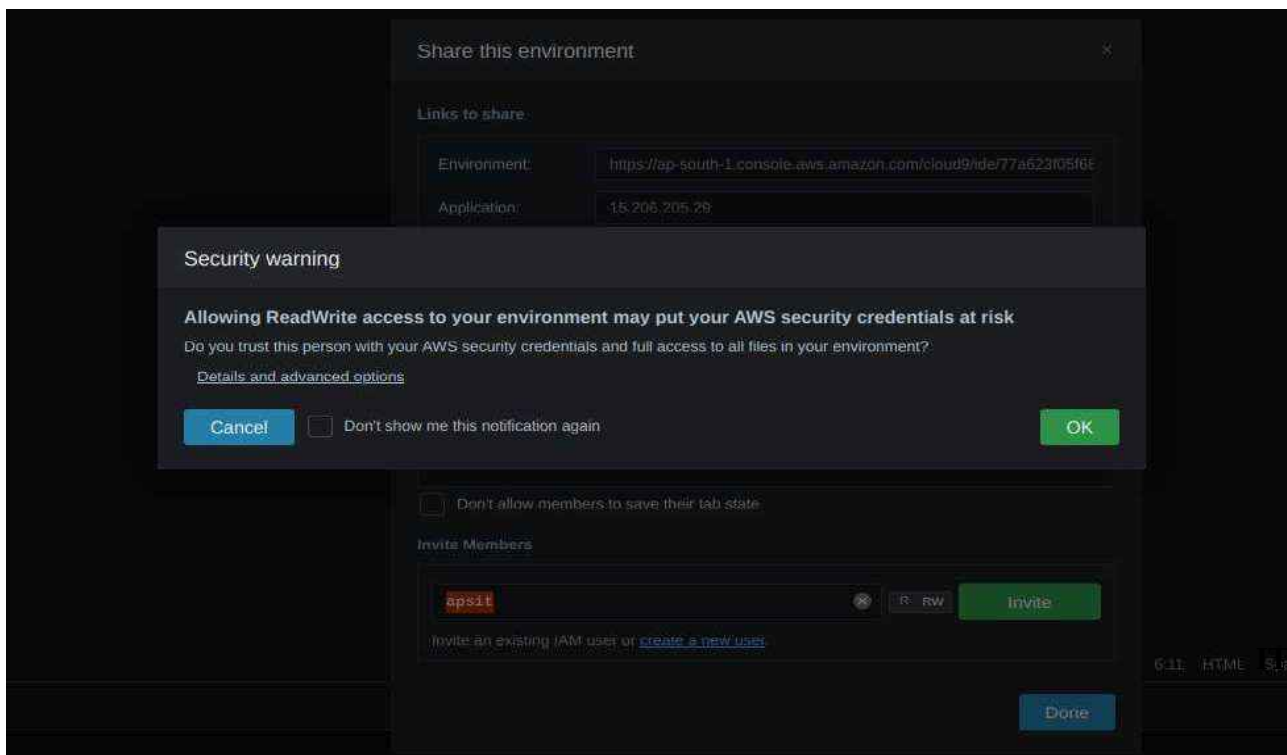 Share this environment
Links to share
Environment: https://ap-south-1.console.aws.amazon.com/cloud9/ide/77a623f05f68
Application: 15.206.205.29
Security warning
Allowing ReadWrite access to your environment may put your AWS security credentials at risk
Do you trust this person with your AWS security credentials and full access to all files in your environment?
Details and advanced options
Cancel Don't show me this notification again OK
Don't allow members to save their tab state
Invite Members
apsit R RW Invite
Invite an existing IAM user or create a new user.
6:11 HTML
Done